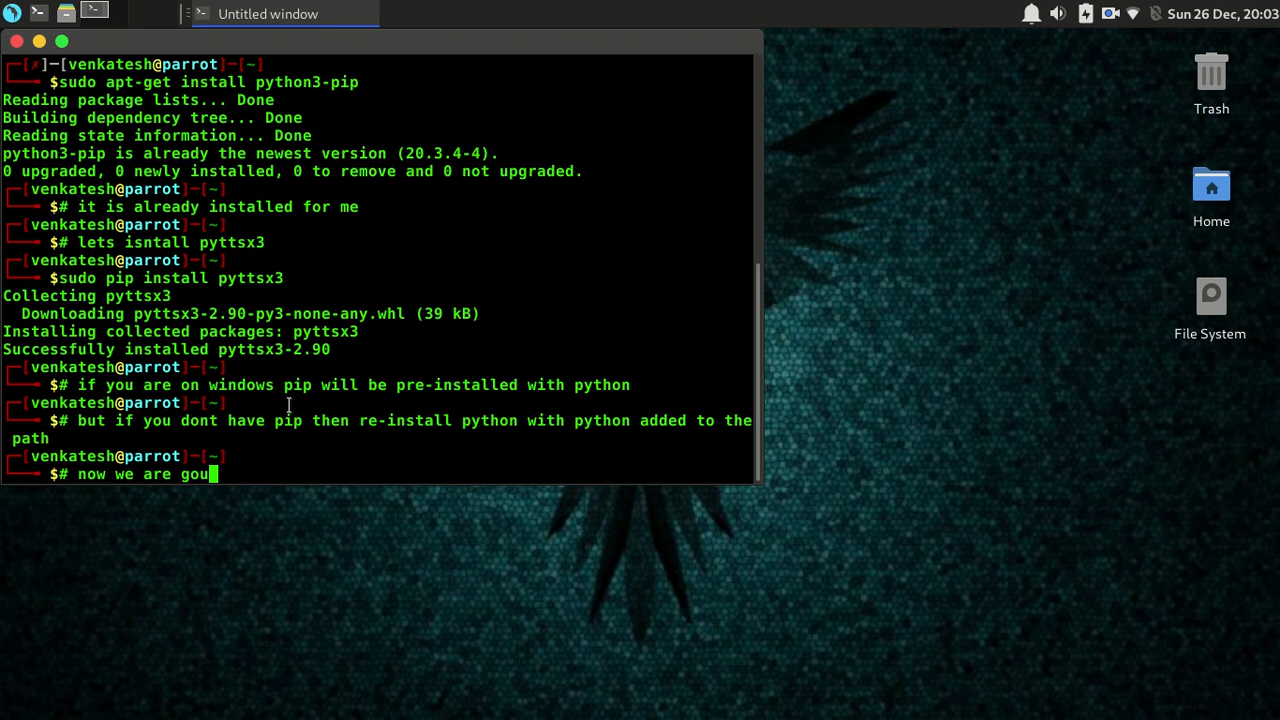 Untitled window
Sun 26 Dec, 20:03
┌─[✗]─[venkatesh@parrot]─[~]
└──╼ $sudo apt-get install python3-pip
Reading package lists... Done
Building dependency tree... Done
Reading state information... Done
python3-pip is already the newest version (20.3.4-4).
0 upgraded, 0 newly installed, 0 to remove and 0 not upgraded.
┌─[venkatesh@parrot]─[~]
└──╼ $# it is already installed for me
┌─[venkatesh@parrot]─[~]
└──╼ $# lets isntall pyttsx3
┌─[venkatesh@parrot]─[~]
└──╼ $sudo pip install pyttsx3
Collecting pyttsx3
  Downloading pyttsx3-2.90-py3-none-any.whl (39 kB)
Installing collected packages: pyttsx3
Successfully installed pyttsx3-2.90
┌─[venkatesh@parrot]─[~]
└──╼ $# if you are on windows pip will be pre-installed with python
┌─[venkatesh@parrot]─[~]
└──╼ $# but if you dont have pip then re-install python with python added to the
 path
┌─[venkatesh@parrot]─[~]
└──╼ $# now we are gou
Trash
Home
File System